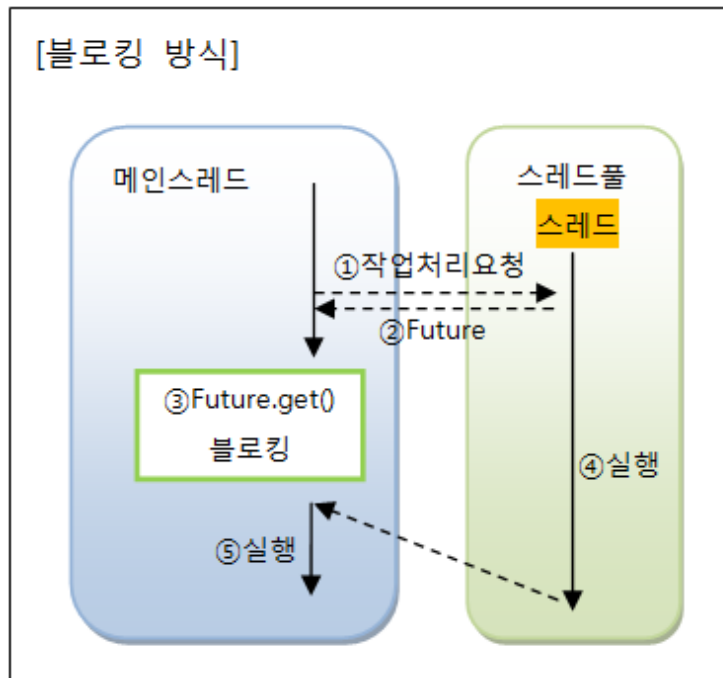 [블로킹 방식]
메인스레드
스레드풀
스레드
①작업처리요청
②Future
③Future.get()
블로킹
④실행
⑤실행